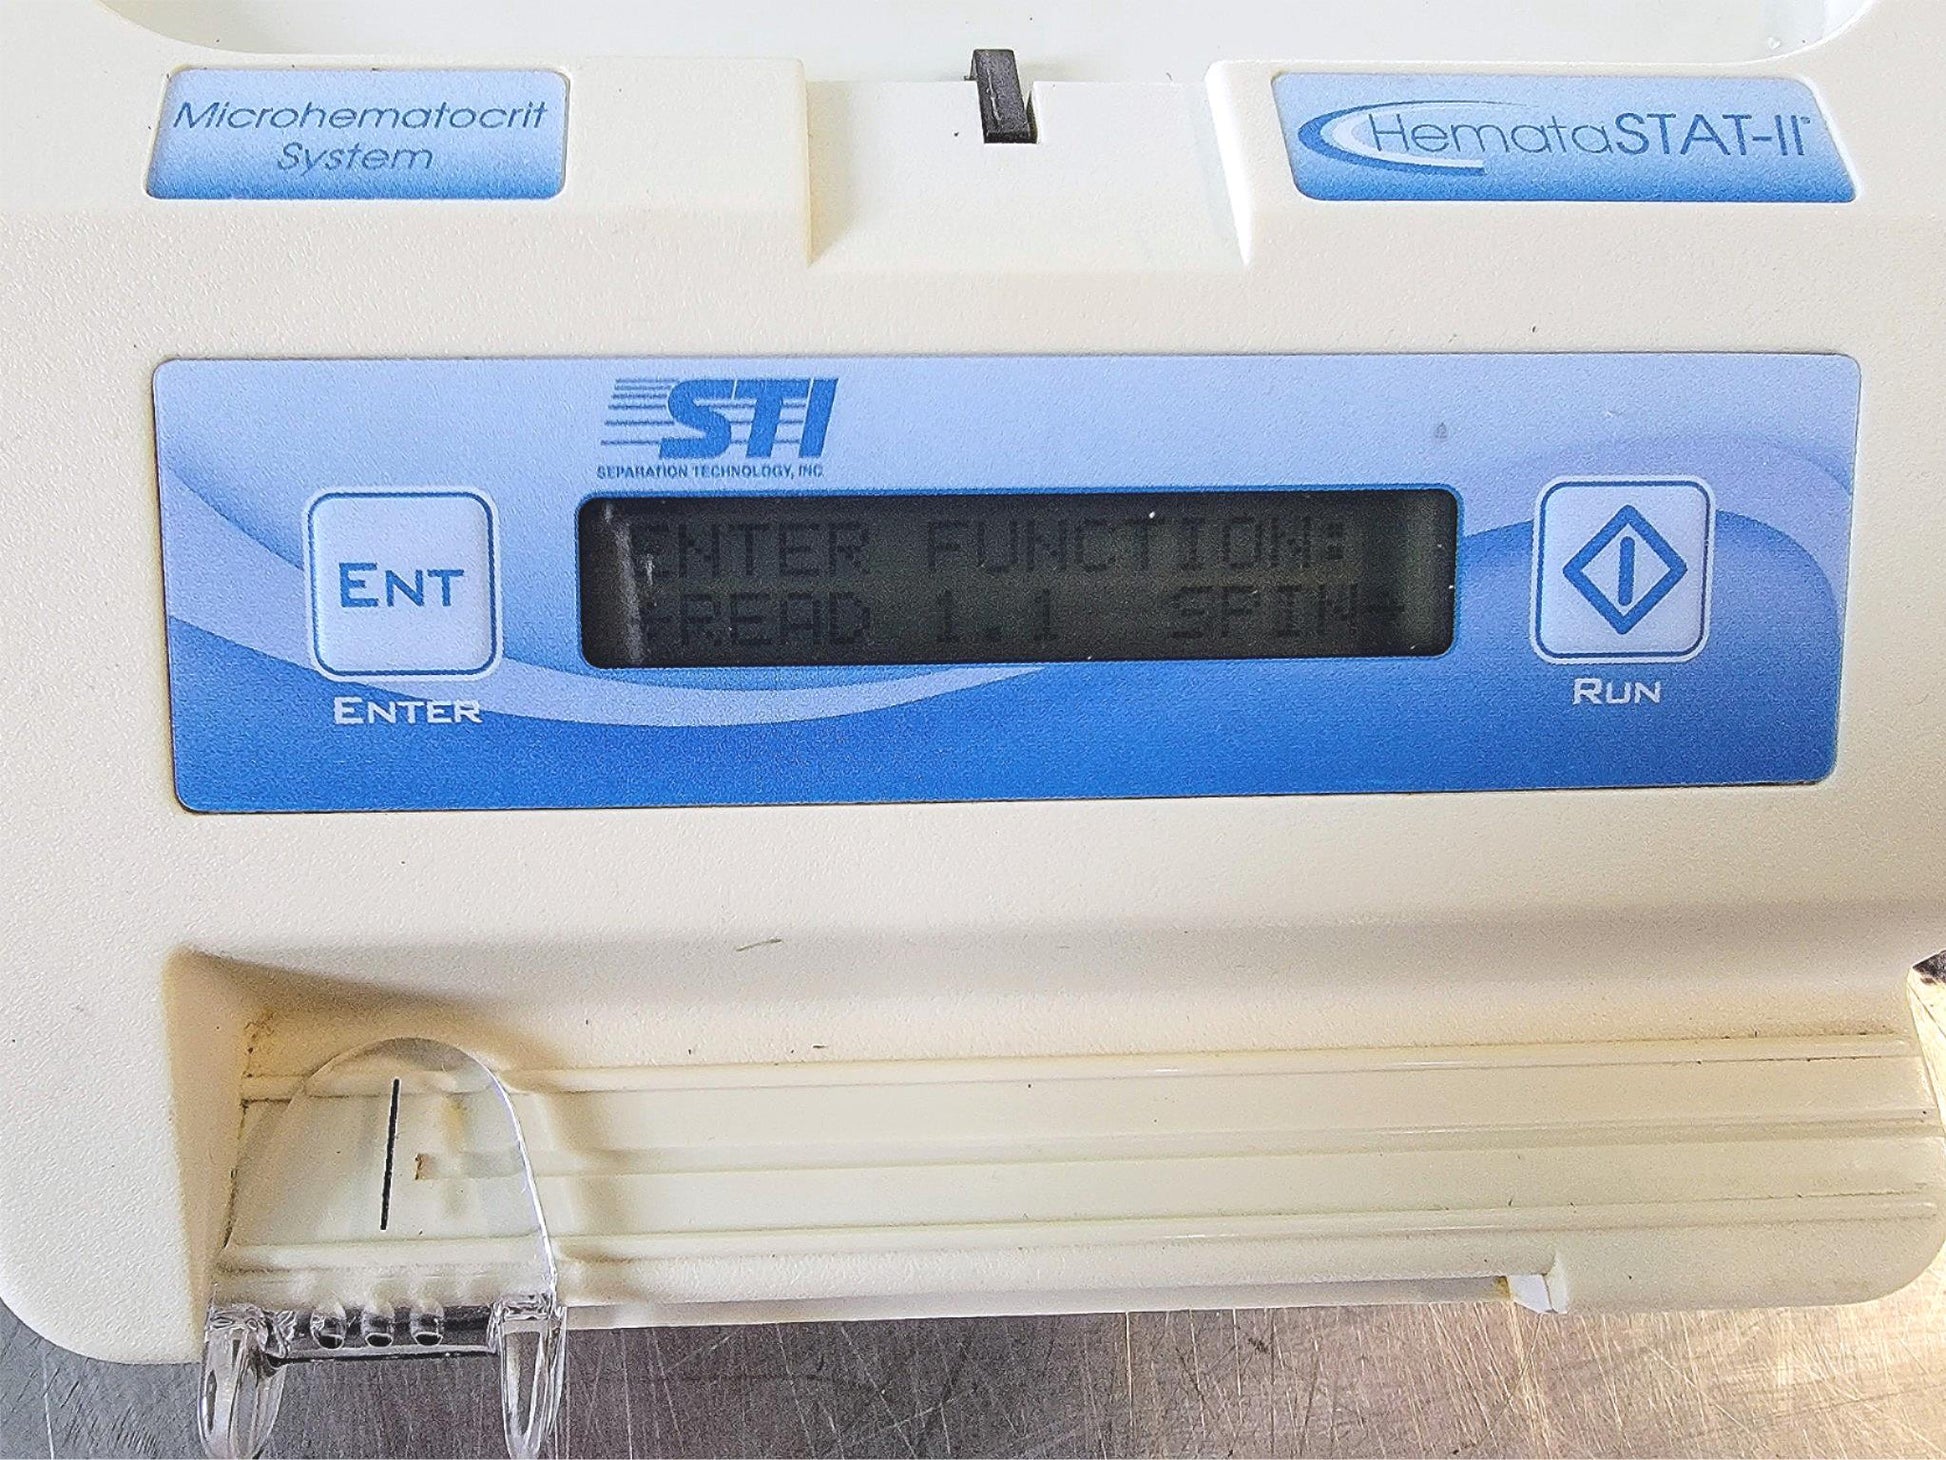 Microhematocrit
System
HemataSTAT-II®
STI
SEPARATION TECHNOLOGY, INC.
ENTER FUNCTION:
←READ 1.1 SPIN→
ENT
ENTER
RUN